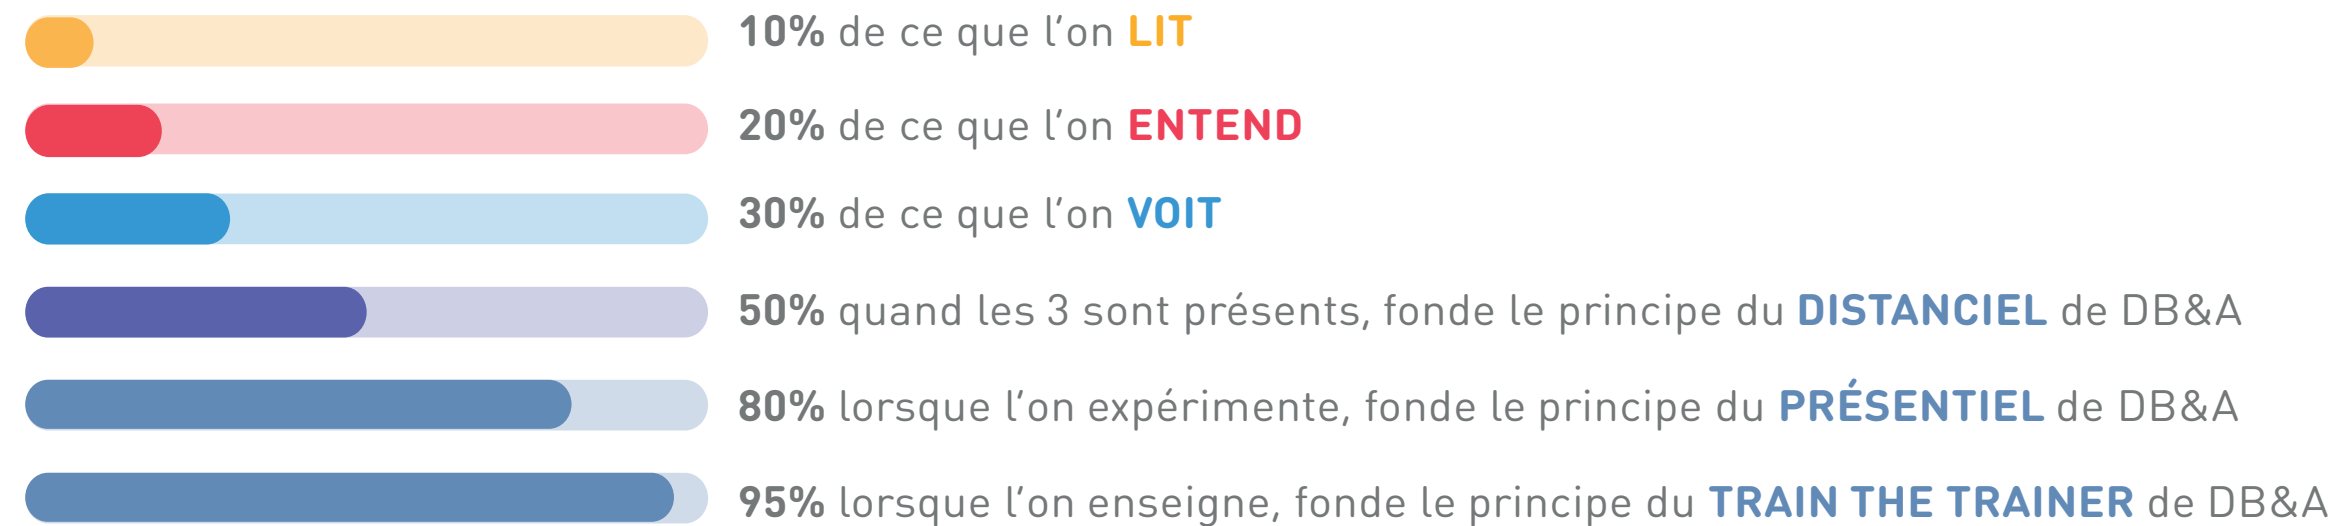 10% de ce que l'on LIT
20% de ce que l'on ENTEND
30% de ce que l'on VOIT
50% quand les 3 sont présents, fonde le principe du DISTANCIEL de DB&A
80% lorsque l'on expérimente, fonde le principe du PRÉSENTIEL de DB&A
95% lorsque l'on enseigne, fonde le principe du TRAIN THE TRAINER de DB&A